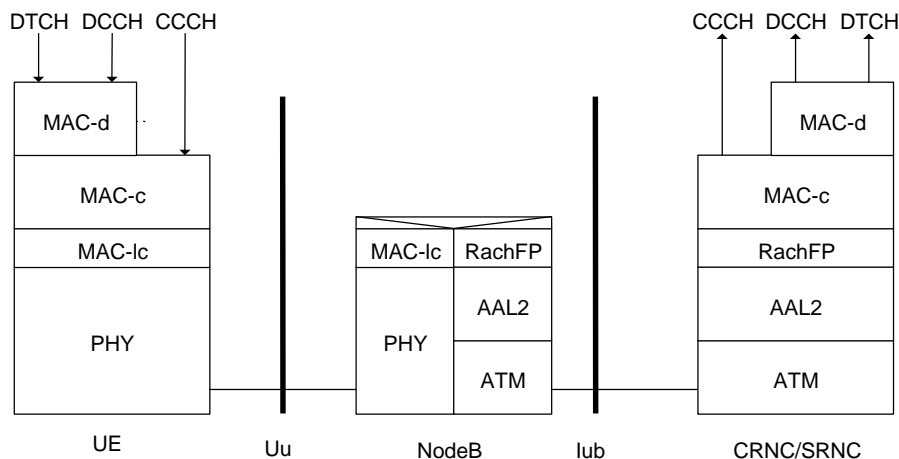 DTCH DCCH CCCH
CCCH DCCH DTCH
MAC-d
MAC-d
MAC-c
MAC-c
MAC-lc
MAC-lc RachFP
RachFP
AAL2
AAL2
PHY
PHY
ATM
ATM
UE
Uu
NodeB
Iub
CRNC/SRNC